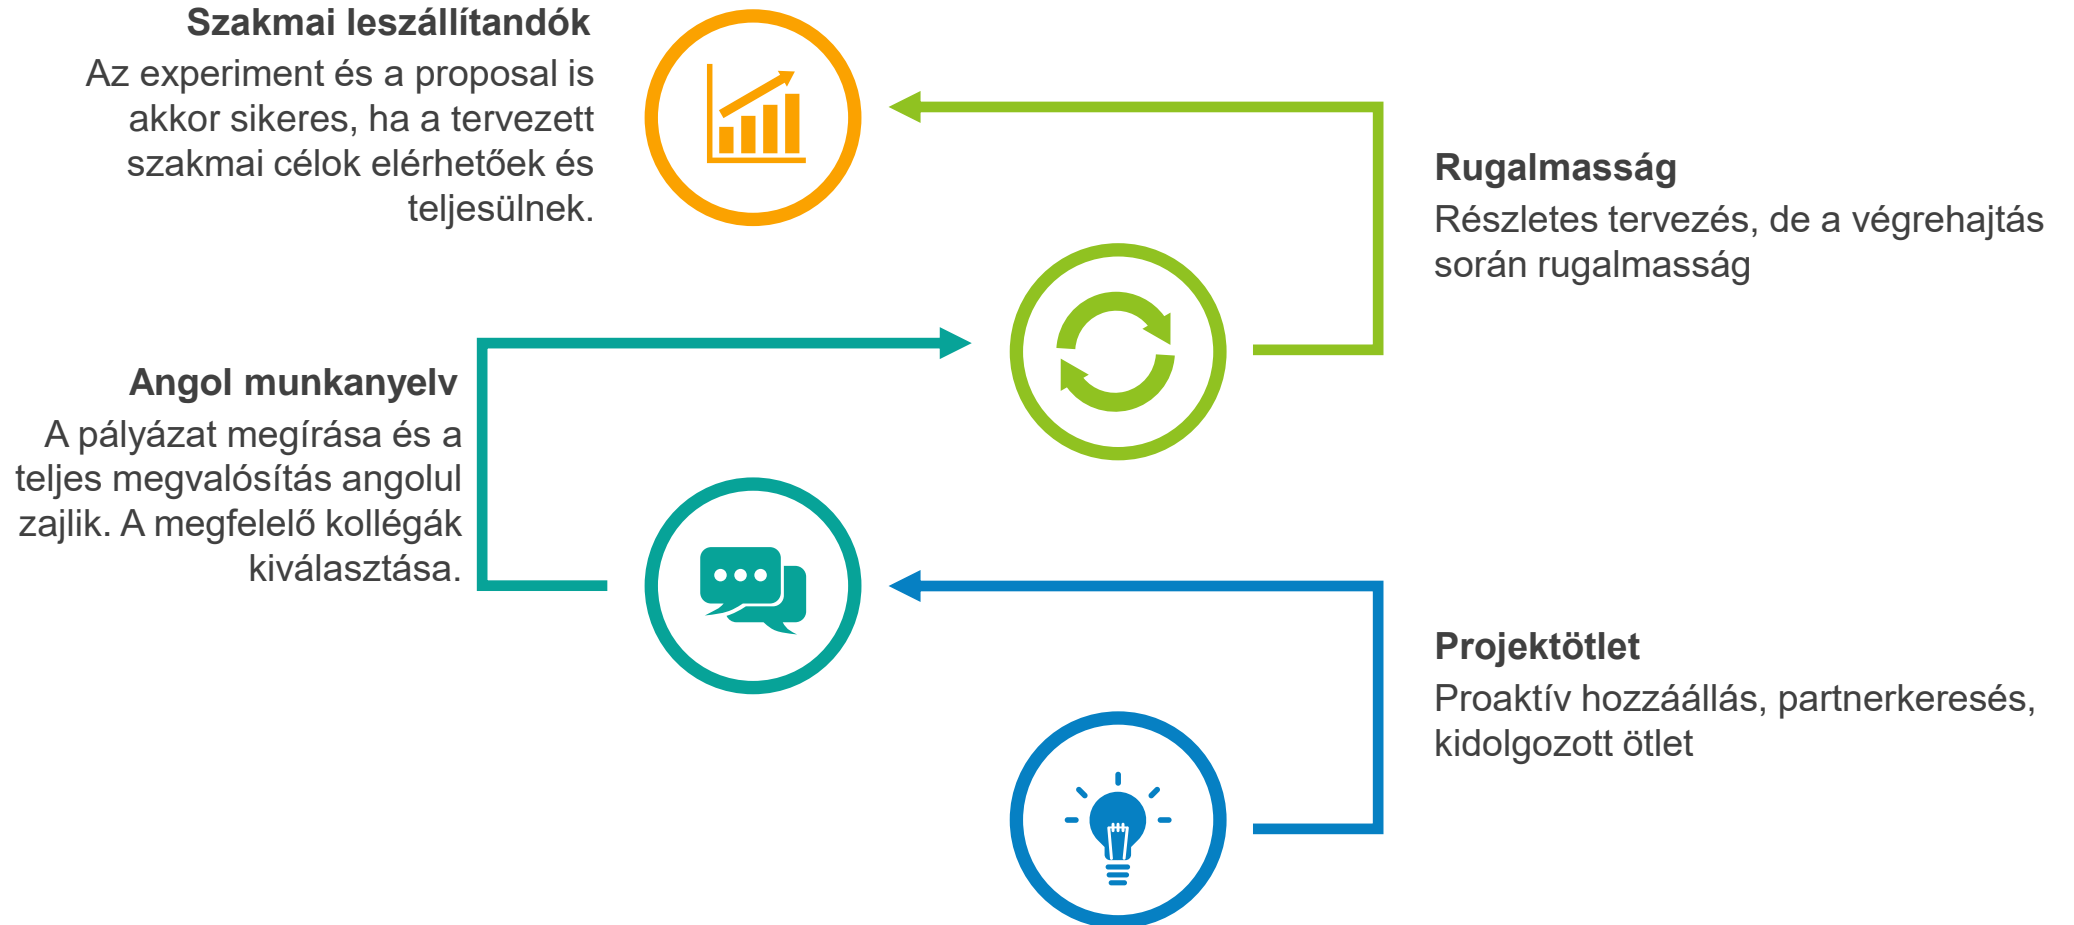 Szakmai leszállítandók
Az experiment és a proposal is
akkor sikeres, ha a tervezett
szakmai célok elérhetőek és
teljesülnek.
Rugalmasság
Részletes tervezés, de a végrehajtás
során rugalmasság
Angol munkanyelv
A pályázat megírása és a
teljes megvalósítás angolul
zajlik. A megfelelő kollégák
kiválasztása.
Projektötlet
Proaktív hozzáállás, partnerkeresés,
kidolgozott ötlet